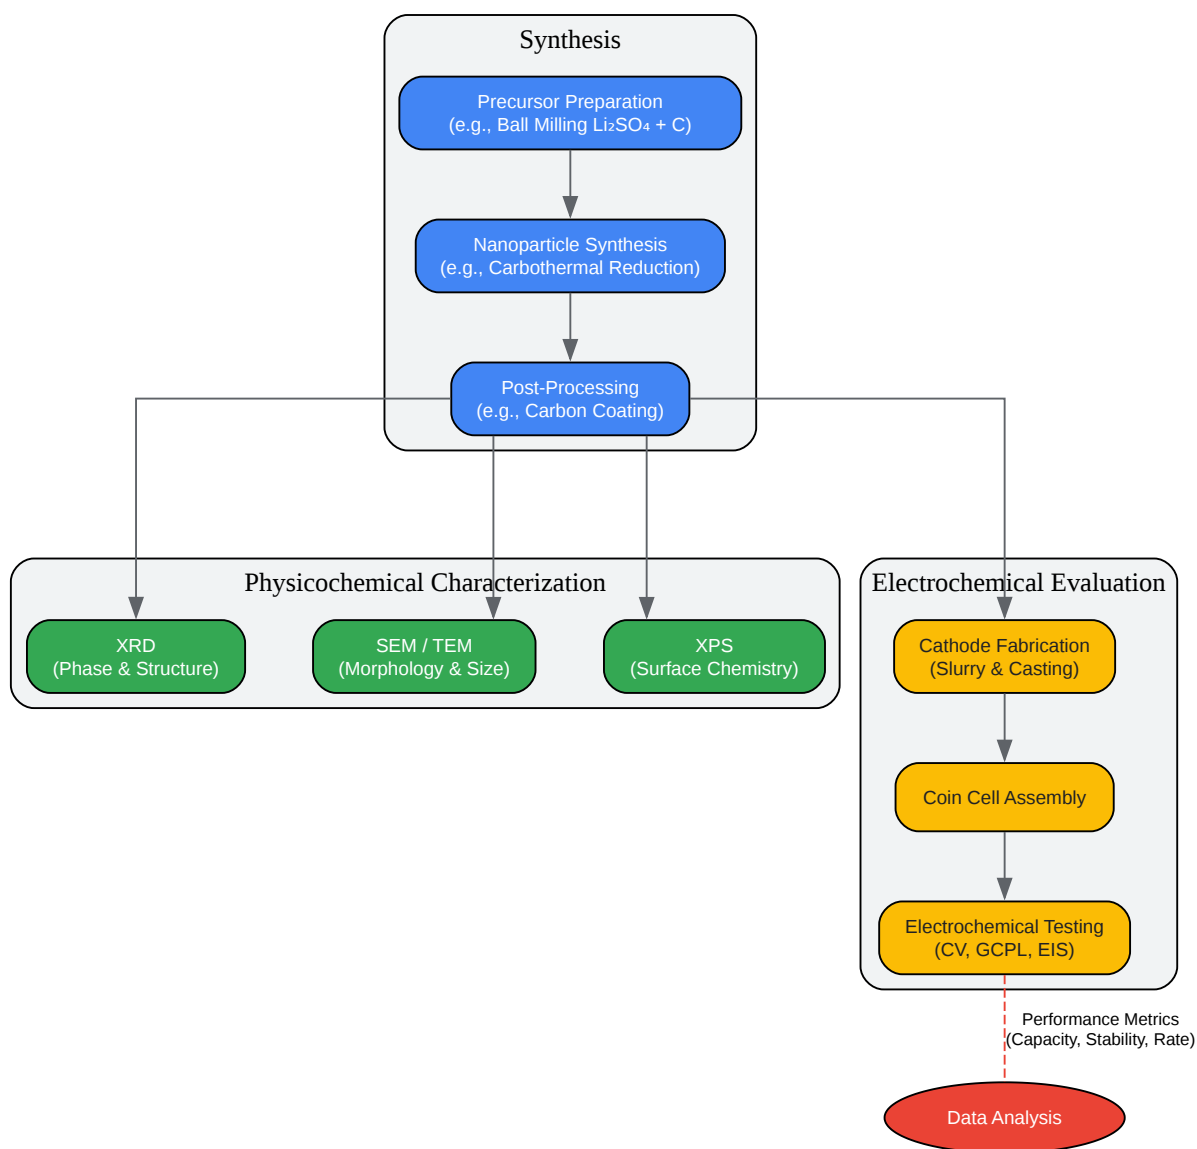 Synthesis
Precursor Preparation
(e.g., Ball Milling Li₂SO₄ + C)
Nanoparticle Synthesis
(e.g., Carbothermal Reduction)
Post-Processing
(e.g., Carbon Coating)
Physicochemical Characterization
XRD
(Phase & Structure)
SEM / TEM
(Morphology & Size)
XPS
(Surface Chemistry)
Electrochemical Evaluation
Cathode Fabrication
(Slurry & Casting)
Coin Cell Assembly
Electrochemical Testing
(CV, GCPL, EIS)
Performance Metrics
(Capacity, Stability, Rate)
Data Analysis